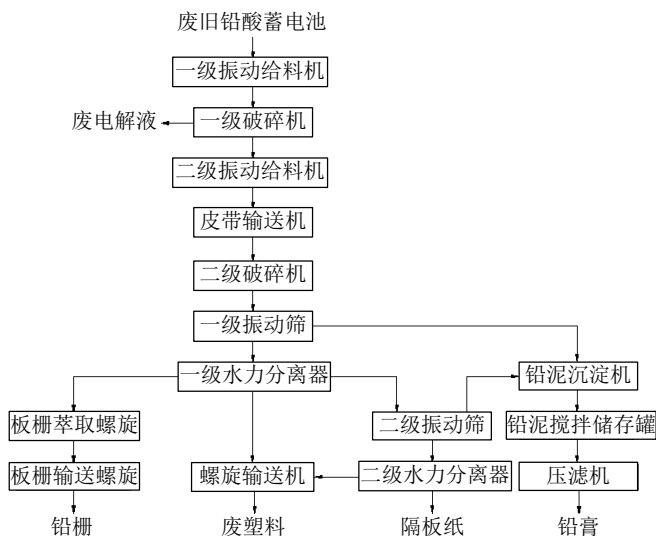 废旧铅酸蓄电池
一级振动给料机
废电解液
一级破碎机
二级振动给料机
皮带输送机
二级破碎机
一级振动筛
一级水力分离器
铅泥沉淀机
板栅萃取螺旋
二级振动筛
铅泥搅拌储存罐
板栅输送螺旋
螺旋输送机
二级水力分离器
压滤机
铅栅
废塑料
隔板纸
铅膏